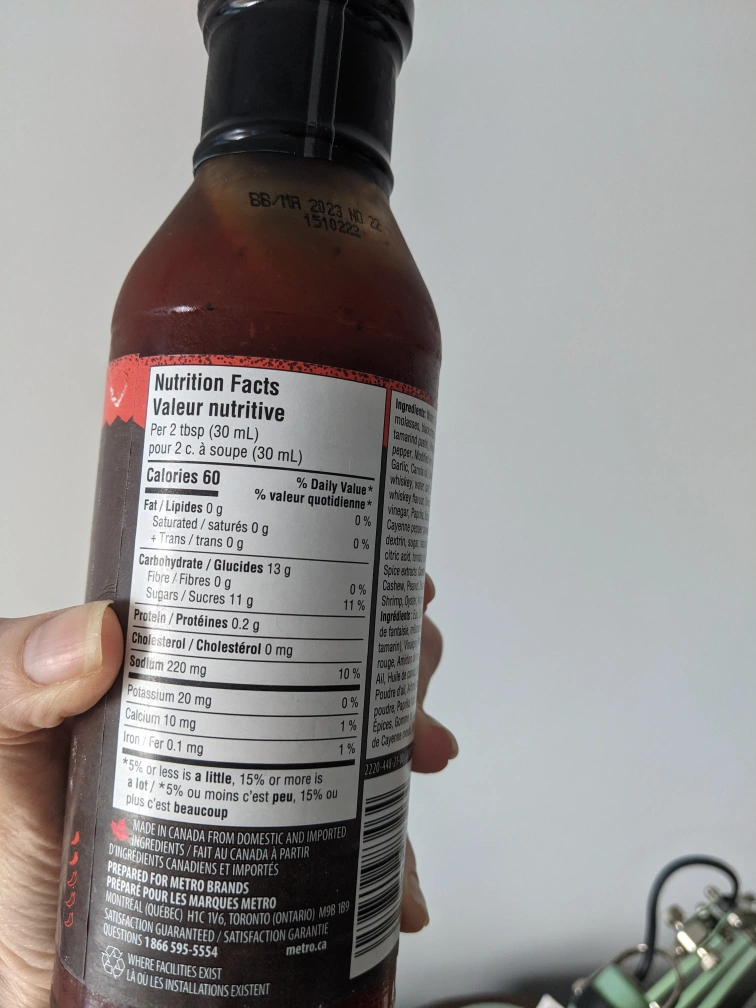 BB/MA 2023 NO 22
1510222
Nutrition Facts
Valeur nutritive
Per 2 tbsp (30 mL)
pour 2 c. à soupe (30 mL)
Calories 60
% Daily Value*
% valeur quotidienne*
Fat / Lipides 0 g 0 %
Saturated / saturés 0 g
+ Trans / trans 0 g 0 %
Carbohydrate / Glucides 13 g
Fibre / Fibres 0 g 0 %
Sugars / Sucres 11 g 11 %
Protein / Protéines 0.2 g
Cholesterol / Cholestérol 0 mg
Sodium 220 mg 10 %
Potassium 20 mg 0 %
Calcium 10 mg 1 %
Iron / Fer 0.1 mg 1 %
*5% or less is a little, 15% or more is
a lot / *5% ou moins c'est peu, 15% ou
plus c'est beaucoup
MADE IN CANADA FROM DOMESTIC AND IMPORTED
INGREDIENTS / FAIT AU CANADA À PARTIR
D'INGRÉDIENTS CANADIENS ET IMPORTÉS
PREPARED FOR METRO BRANDS
PRÉPARÉ POUR LES MARQUES METRO
MONTRÉAL (QUÉBEC) H1C 1V6, TORONTO (ONTARIO) M9B 1B9
SATISFACTION GUARANTEED / SATISFACTION GARANTIE
QUESTIONS 1 866 595-5554 metro.ca
WHERE FACILITIES EXIST
LÀ OÙ LES INSTALLATIONS EXISTENT
Ingredients:
molasses,
tamarind
pepper,
Garlic,
whiskey,
whiskey
vinegar,
Cayenne pepper
dextrin, sugar,
citric acid,
Spice extracts
Cashew,
Shrimp, Oyster,
Ingrédients:
de fantaisie,
tamarin),
rouge,
Ail, Huile de
Poudre d'ail,
poudre,
Épices,
de Cayenne